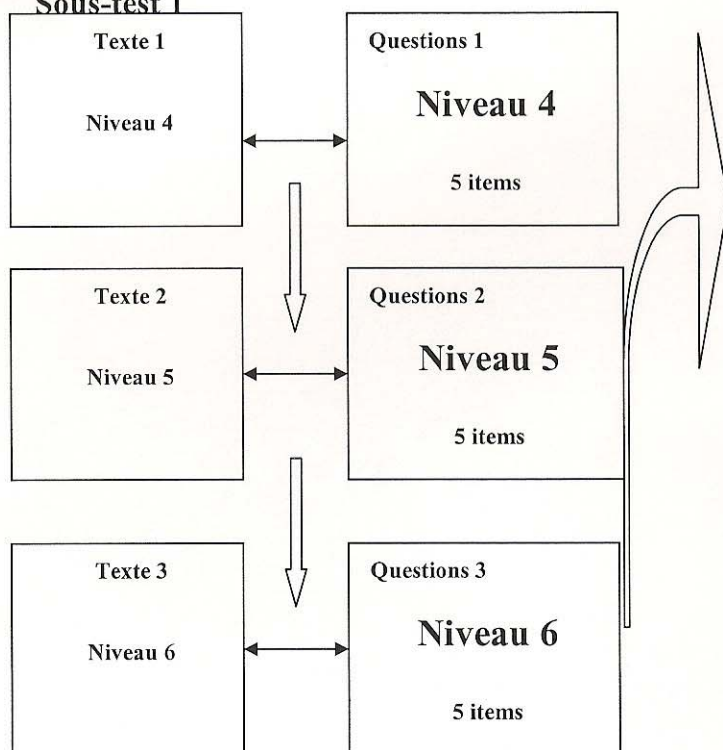 Sous-test 1
Texte 1
Niveau 4
Questions 1
Niveau 4
5 items
Texte 2
Niveau 5
Questions 2
Niveau 5
5 items
Texte 3
Niveau 6
Questions 3
Niveau 6
5 items